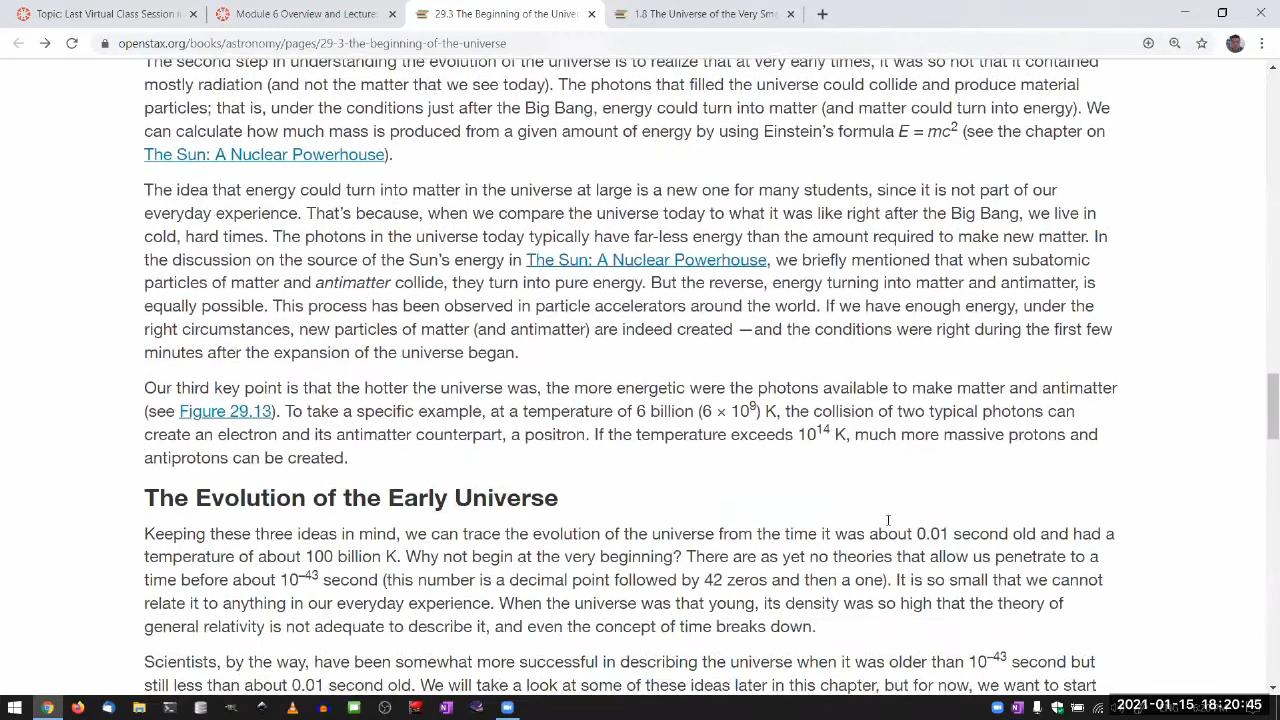 Topic: Last Virtual Class Session i
Module 6 Overview and Lecture
29.3 The Beginning of the Univer
1.8 The Universe of the Very Sma
openstax.org/books/astronomy/pages/29-3-the-beginning-of-the-universe
The second step in understanding the evolution of the universe is to realize that at very early times, it was so hot that it contained
mostly radiation (and not the matter that we see today). The photons that filled the universe could collide and produce material
particles; that is, under the conditions just after the Big Bang, energy could turn into matter (and matter could turn into energy). We
can calculate how much mass is produced from a given amount of energy by using Einstein’s formula E = mc² (see the chapter on
The Sun: A Nuclear Powerhouse).
The idea that energy could turn into matter in the universe at large is a new one for many students, since it is not part of our
everyday experience. That’s because, when we compare the universe today to what it was like right after the Big Bang, we live in
cold, hard times. The photons in the universe today typically have far-less energy than the amount required to make new matter. In
the discussion on the source of the Sun’s energy in The Sun: A Nuclear Powerhouse, we briefly mentioned that when subatomic
particles of matter and antimatter collide, they turn into pure energy. But the reverse, energy turning into matter and antimatter, is
equally possible. This process has been observed in particle accelerators around the world. If we have enough energy, under the
right circumstances, new particles of matter (and antimatter) are indeed created —and the conditions were right during the first few
minutes after the expansion of the universe began.
Our third key point is that the hotter the universe was, the more energetic were the photons available to make matter and antimatter
(see Figure 29.13). To take a specific example, at a temperature of 6 billion (6 × 10⁹) K, the collision of two typical photons can
create an electron and its antimatter counterpart, a positron. If the temperature exceeds 10¹⁴ K, much more massive protons and
antiprotons can be created.
The Evolution of the Early Universe
Keeping these three ideas in mind, we can trace the evolution of the universe from the time it was about 0.01 second old and had a
temperature of about 100 billion K. Why not begin at the very beginning? There are as yet no theories that allow us penetrate to a
time before about 10⁻⁴³ second (this number is a decimal point followed by 42 zeros and then a one). It is so small that we cannot
relate it to anything in our everyday experience. When the universe was that young, its density was so high that the theory of
general relativity is not adequate to describe it, and even the concept of time breaks down.
Scientists, by the way, have been somewhat more successful in describing the universe when it was older than 10⁻⁴³ second but
still less than about 0.01 second old. We will take a look at some of these ideas later in this chapter, but for now, we want to start
2021-01-15 18:20:45